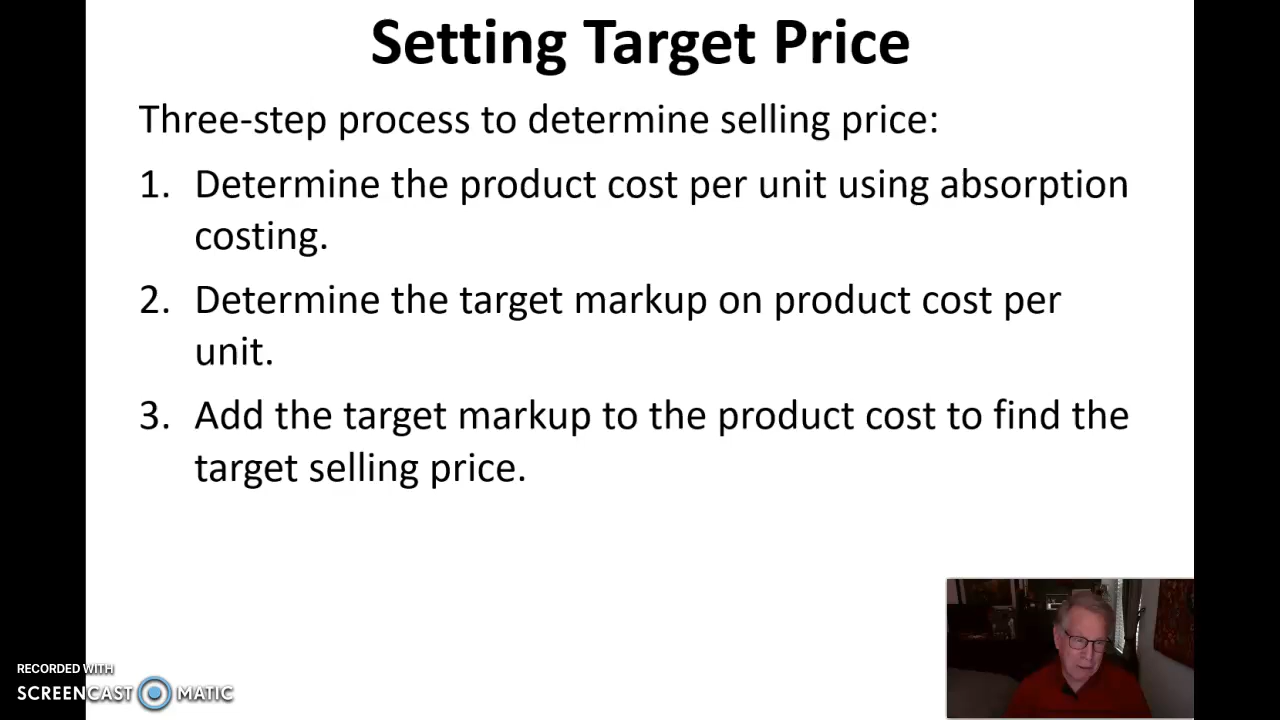 Setting Target Price
Three-step process to determine selling price:
1. Determine the product cost per unit using absorption
costing.
2. Determine the target markup on product cost per
unit.
3. Add the target markup to the product cost to find the
target selling price.
RECORDED WITH
SCREENCAST MATIC